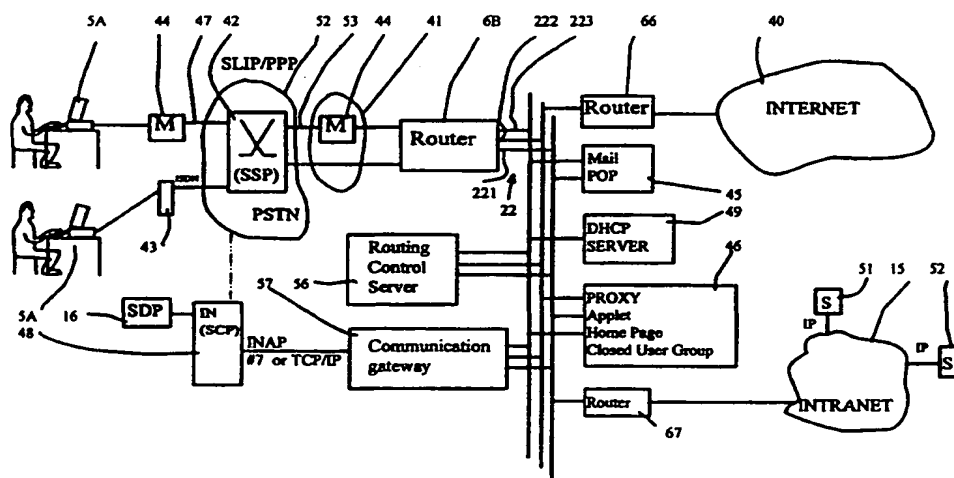 5A 44 47 42 52 53 44 41 6B 222 223 66 40
SLIP/PPP
M
(SSP)
M
Router
Router
INTERNET
Mail
POP
45
ISDN
PSTN
43
221
22
49
DHCP
SERVER
46
Routing
Control
Server
56
57
51 15 52
S
IP
IP
S
5A 16
48
SDP
IN
(SCP)
INAP
#7 or TCP/IP
Communication
gateway
PROXY
Applet
Home Page
Closed User Group
Router
67
INTRANET